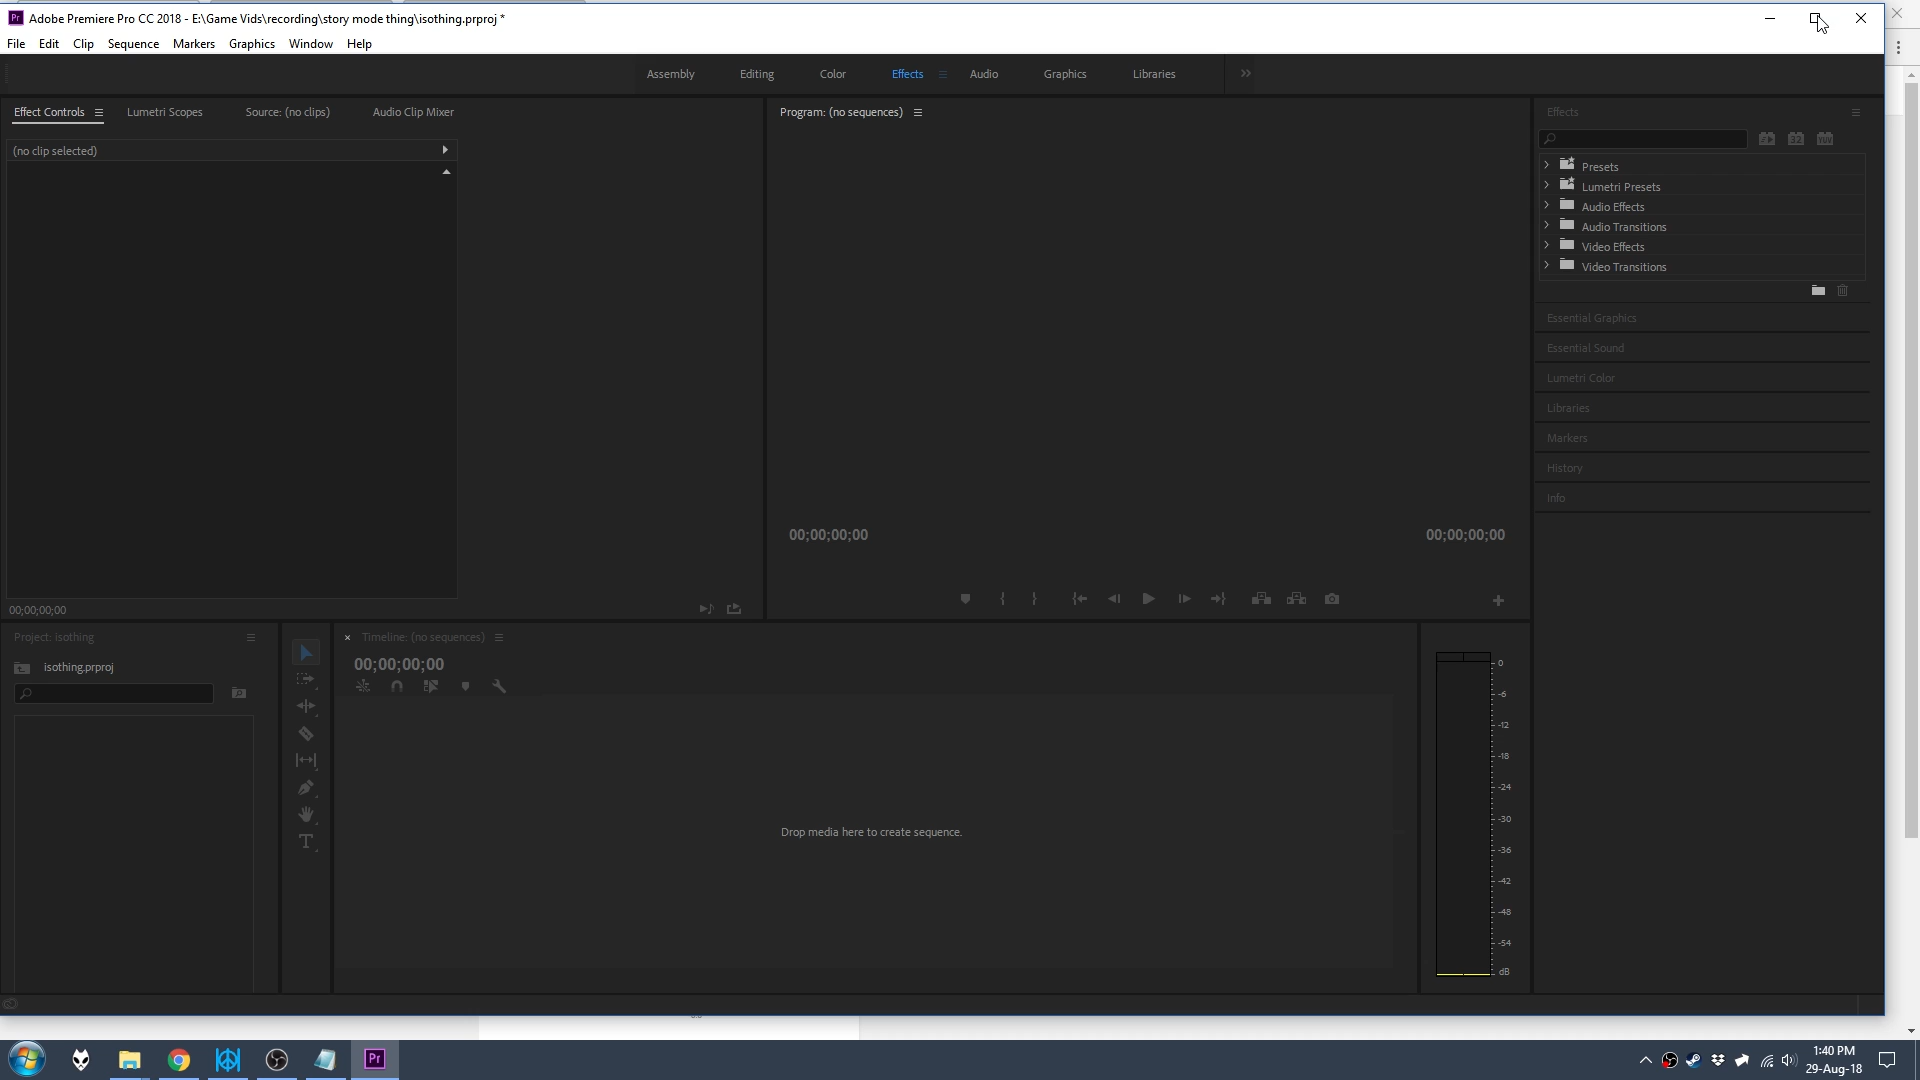 Adobe Premiere Pro CC 2018 - E:\Game Vids\recording\story mode thing\isothing.prproj *
File Edit Clip Sequence Markers Graphics Window Help
Assembly Editing Color Effects Audio Graphics Libraries
Effect Controls Lumetri Scopes Source: (no clips) Audio Clip Mixer
Program: (no sequences)
Effects
(no clip selected)
Presets
Lumetri Presets
Audio Effects
Audio Transitions
Video Effects
Video Transitions
Essential Graphics
Essential Sound
Lumetri Color
Libraries
Markers
History
Info
00;00;00;00 00;00;00;00
00;00;00;00
Project: isothing
isothing.prproj
Timeline: (no sequences)
00;00;00;00
Drop media here to create sequence.
0
-6
-12
-18
-24
-30
-36
-42
-48
-54
dB
1:40 PM
29-Aug-18